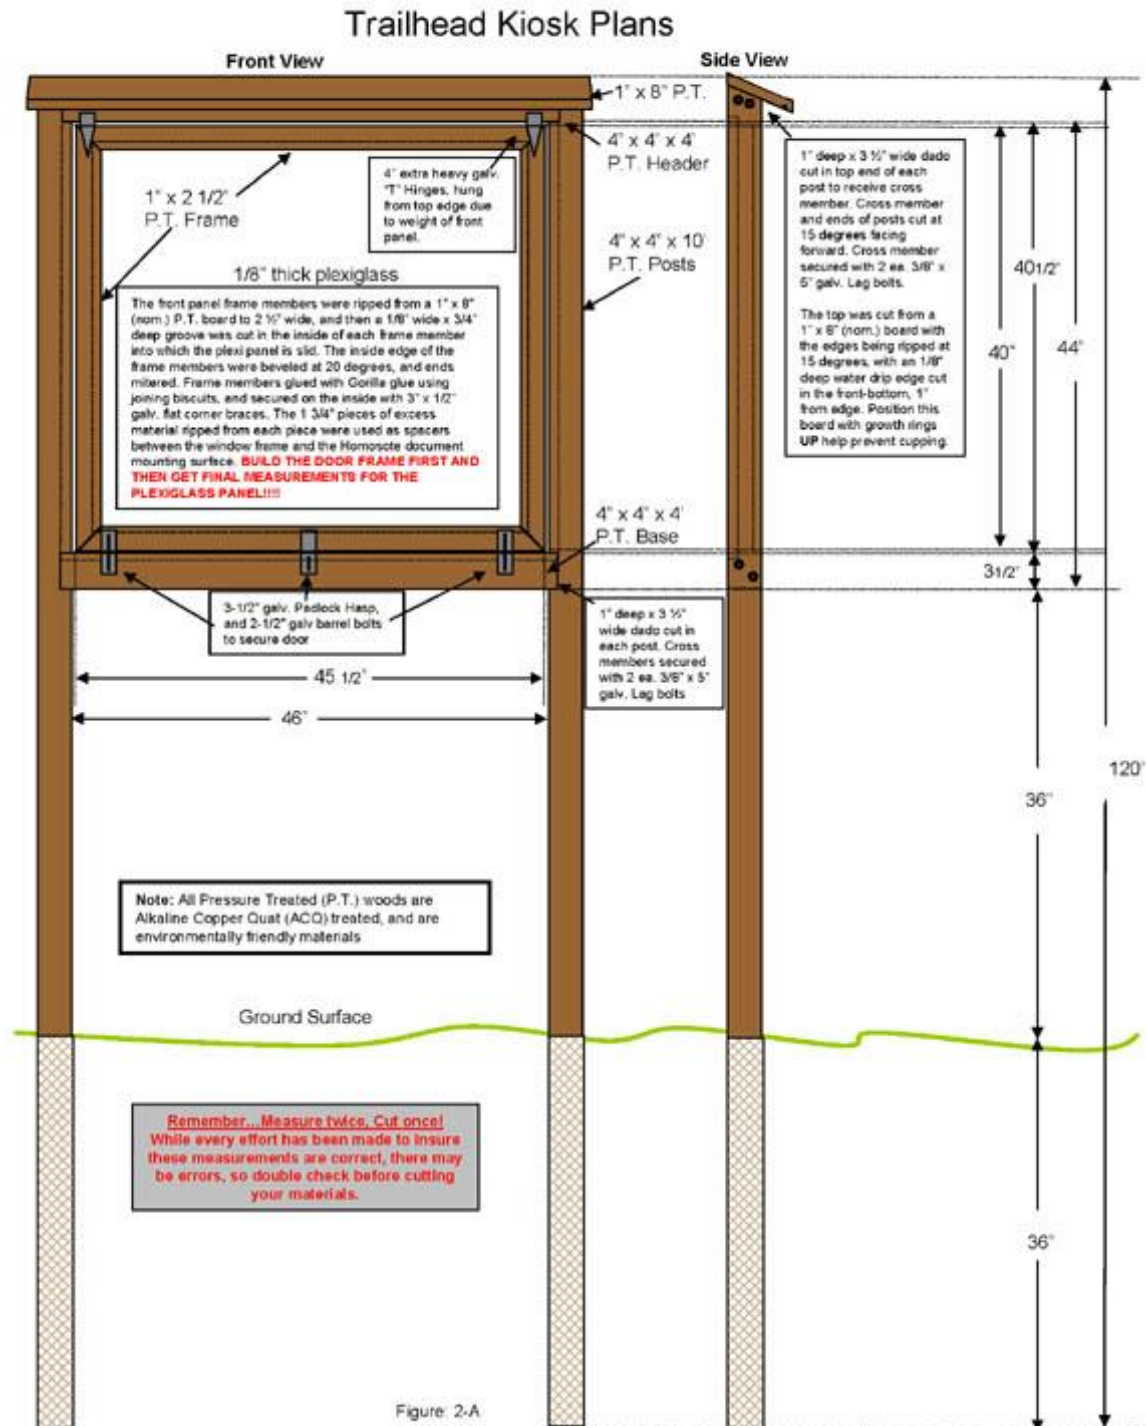 Trailhead Kiosk Plans
Front View
Side View
1" x 8" P.T.
4" x 4" x 4'
P.T. Header
4" extra heavy galv.
"T" Hinges, hung
from top edge due
to weight of front
panel.
1" x 2 1/2"
P.T. Frame
4" x 4" x 10'
P.T. Posts
1/8" thick plexiglass
The front panel frame members were ripped from a 1" x 8"
(nom.) P.T. board to 2 ½" wide, and then a 1/8" wide x 3/4"
deep groove was cut in the inside of each frame member
into which the plexi panel is slid. The inside edge of the
frame members were beveled at 20 degrees, and ends
mitered. Frame members glued with Gorilla glue using
joining biscuits, and secured on the inside with 3" x 1/2"
galv. flat corner braces. The 1 3/4" pieces of excess
material ripped from each piece were used as spacers
between the window frame and the Homosote document
mounting surface. BUILD THE DOOR FRAME FIRST AND
THEN GET FINAL MEASUREMENTS FOR THE
PLEXIGLASS PANEL!!!!
1" deep x 3 ½" wide dado
cut in top end of each
post to receive cross
member. Cross member
and ends of posts cut at
15 degrees facing
forward. Cross member
secured with 2 ea. 3/8" x
5" galv. Lag bolts.
The top was cut from a
1" x 8" (nom.) board with
the edges being ripped at
15 degrees, with an 1/8"
deep water drip edge cut
in the front-bottom, 1"
from edge. Position this
board with growth rings
UP help prevent cupping.
40"
40 1/2"
44"
4" x 4" x 4'
P.T. Base
3 1/2"
3-1/2" galv. Padlock Hasp,
and 2-1/2" galv barrel bolts
to secure door
1" deep x 3 ½"
wide dado cut in
each post. Cross
members secured
with 2 ea. 3/8" x 5"
galv. Lag bolts
45 1/2"
46"
120"
36"
Note: All Pressure Treated (P.T.) woods are
Alkaline Copper Quat (ACQ) treated, and are
environmentally friendly materials
Ground Surface
Remember...Measure twice, Cut once!
While every effort has been made to insure
these measurements are correct, there may
be errors, so double check before cutting
your materials.
36"
Figure: 2-A